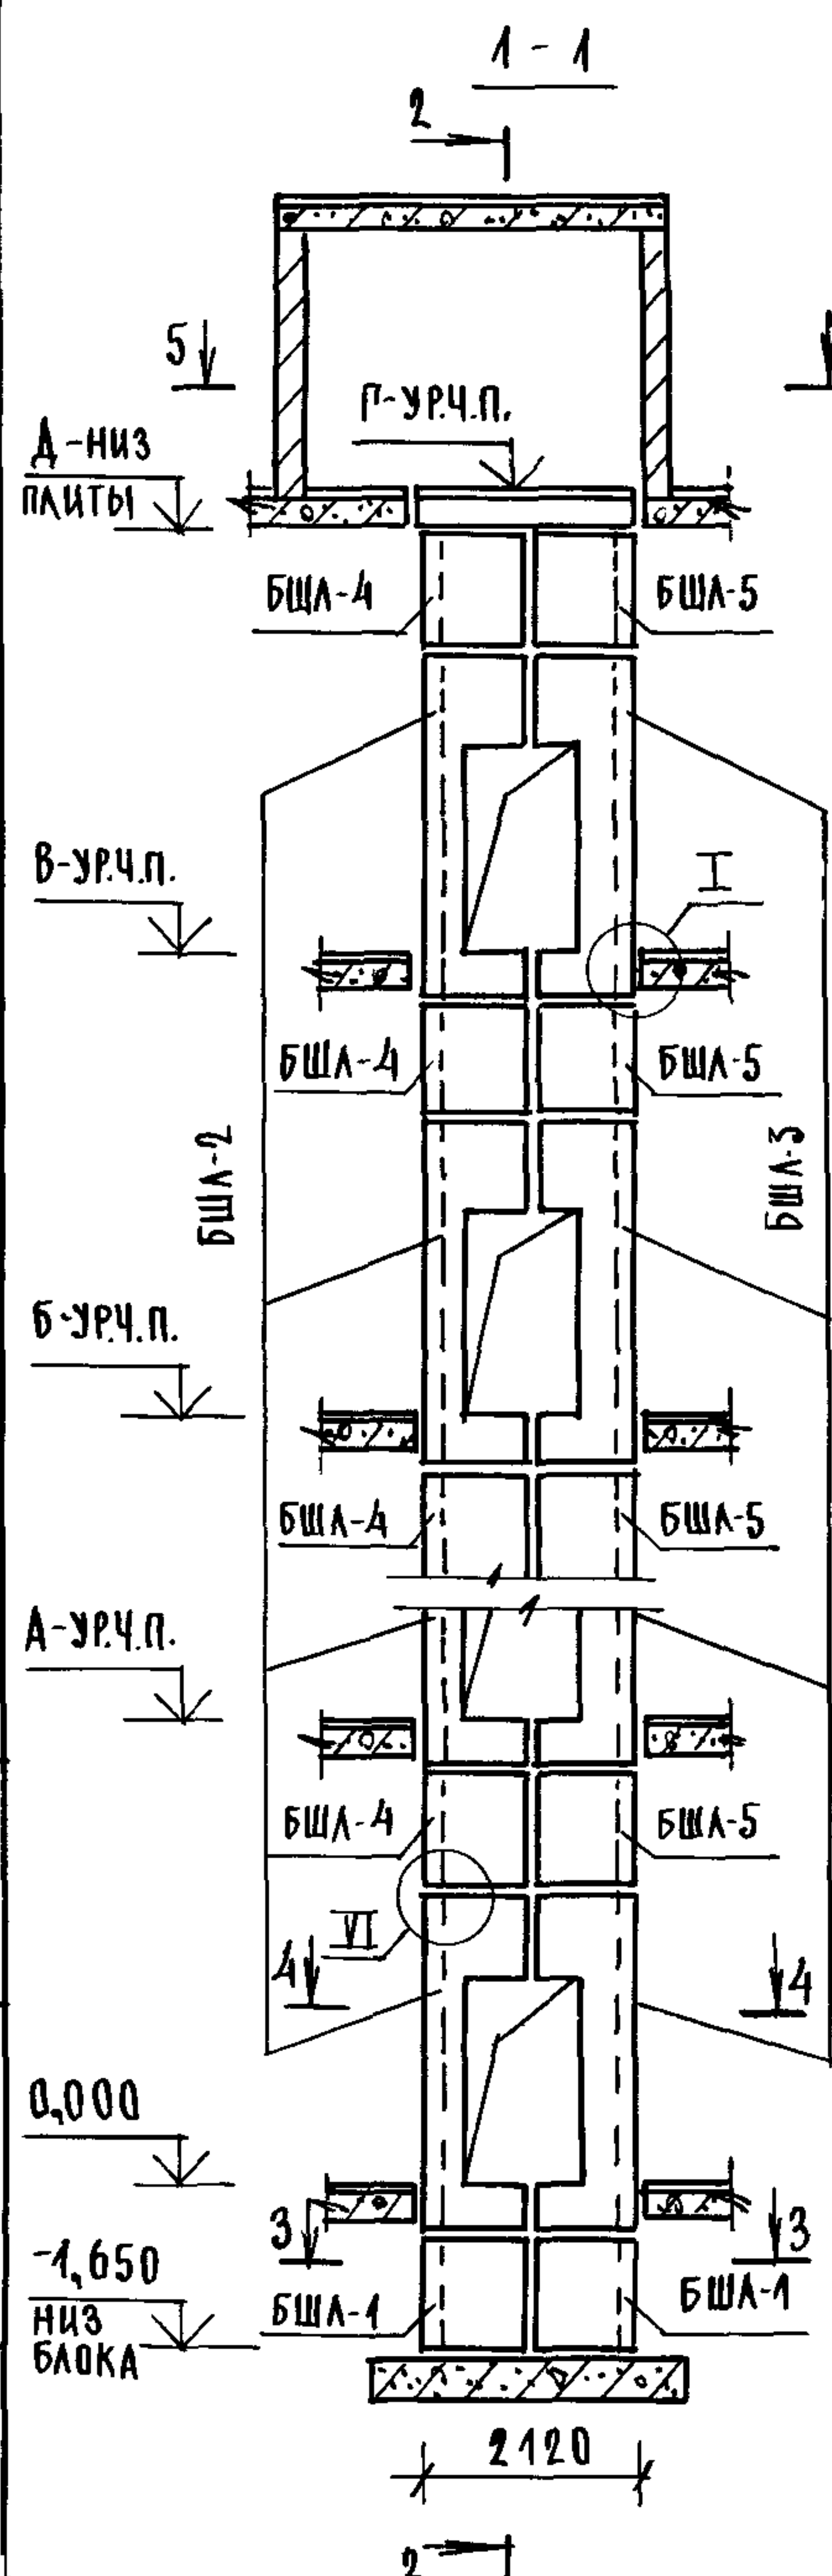 1 - 1
2
5
Г-УР.Ч.П.
Д-НИЗ
ПЛИТЫ
БШЛ-4
БШЛ-5
В-УР.Ч.П.
I
БШЛ-4
БШЛ-5
БШЛ-2
БШЛ-3
Б-УР.Ч.П.
БШЛ-4
БШЛ-5
А-УР.Ч.П.
БШЛ-4
БШЛ-5
VI
4
4
0,000
3
3
-1,650
НИЗ
БЛОКА
БШЛ-1
БШЛ-1
2120
2